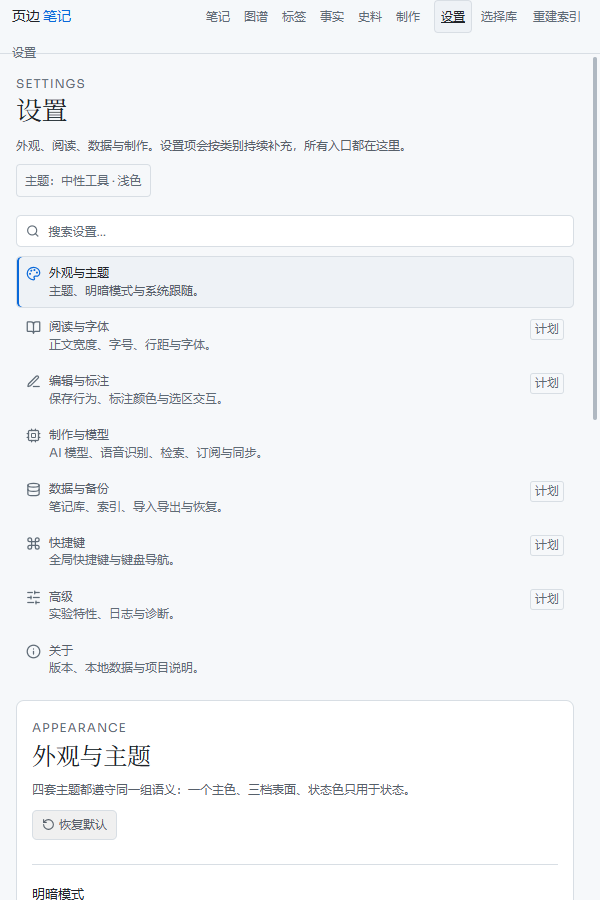 页边 笔记
笔记 图谱 标签 事实 史料 制作 设置 选择库 重建索引
设置
SETTINGS
设置
外观、阅读、数据与制作。设置项会按类别持续补充，所有入口都在这里。
主题：中性工具 · 浅色
搜索设置...
外观与主题
主题、明暗模式与系统跟随。
阅读与字体
计划
正文宽度、字号、行距与字体。
编辑与标注
计划
保存行为、标注颜色与选区交互。
制作与模型
AI 模型、语音识别、检索、订阅与同步。
数据与备份
计划
笔记库、索引、导入导出与恢复。
快捷键
计划
全局快捷键与键盘导航。
高级
计划
实验特性、日志与诊断。
关于
版本、本地数据与项目说明。
APPEARANCE
外观与主题
四套主题都遵守同一组语义：一个主色、三档表面、状态色只用于状态。
恢复默认
明暗模式